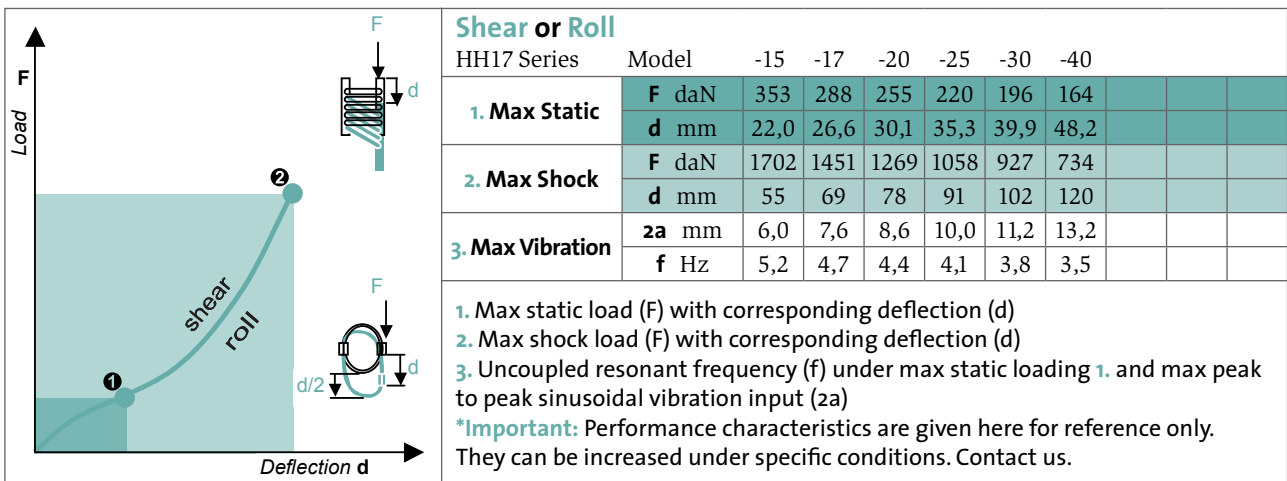 F
Load
❷
❶
shear
roll
Deflection d
F
d
F
d
d/2
Shear or Roll
HH17 Series Model -15 -17 -20 -25 -30 -40
1. Max Static
F daN 353 288 255 220 196 164
d mm 22,0 26,6 30,1 35,3 39,9 48,2
2. Max Shock
F daN 1702 1451 1269 1058 927 734
d mm 55 69 78 91 102 120
3. Max Vibration
2a mm 6,0 7,6 8,6 10,0 11,2 13,2
f Hz 5,2 4,7 4,4 4,1 3,8 3,5
1. Max static load (F) with corresponding deflection (d)
2. Max shock load (F) with corresponding deflection (d)
3. Uncoupled resonant frequency (f) under max static loading 1. and max peak
to peak sinusoidal vibration input (2a)
*Important: Performance characteristics are given here for reference only.
They can be increased under specific conditions. Contact us.